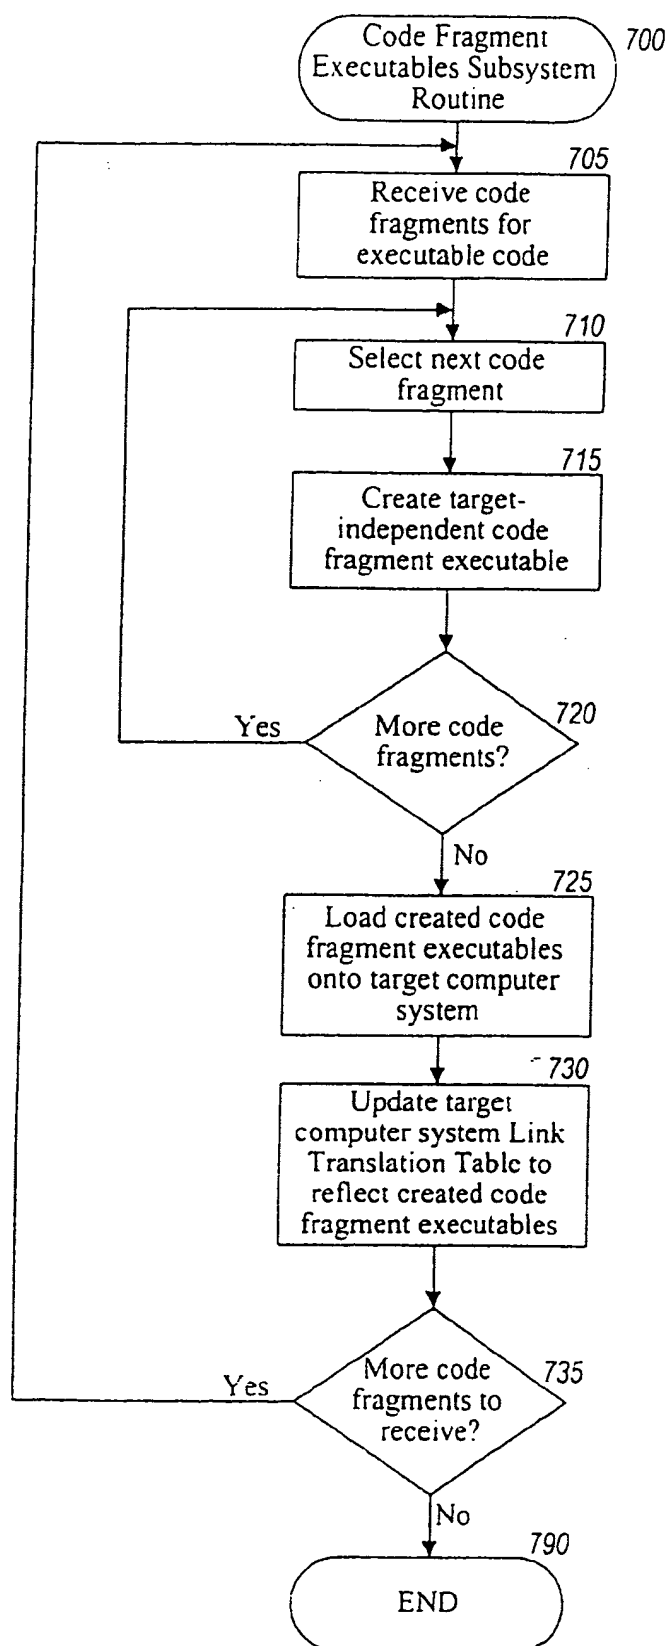 Code Fragment
700
Executables Subsystem
Routine
705
Receive code
fragments for
executable code
710
Select next code
fragment
715
Create target-
independent code
fragment executable
720
More code
fragments?
Yes
No
725
Load created code
fragment executables
onto target computer
system
730
Update target
computer system Link
Translation Table to
reflect created code
fragment executables
735
More code
fragments to
receive?
Yes
No
790
END